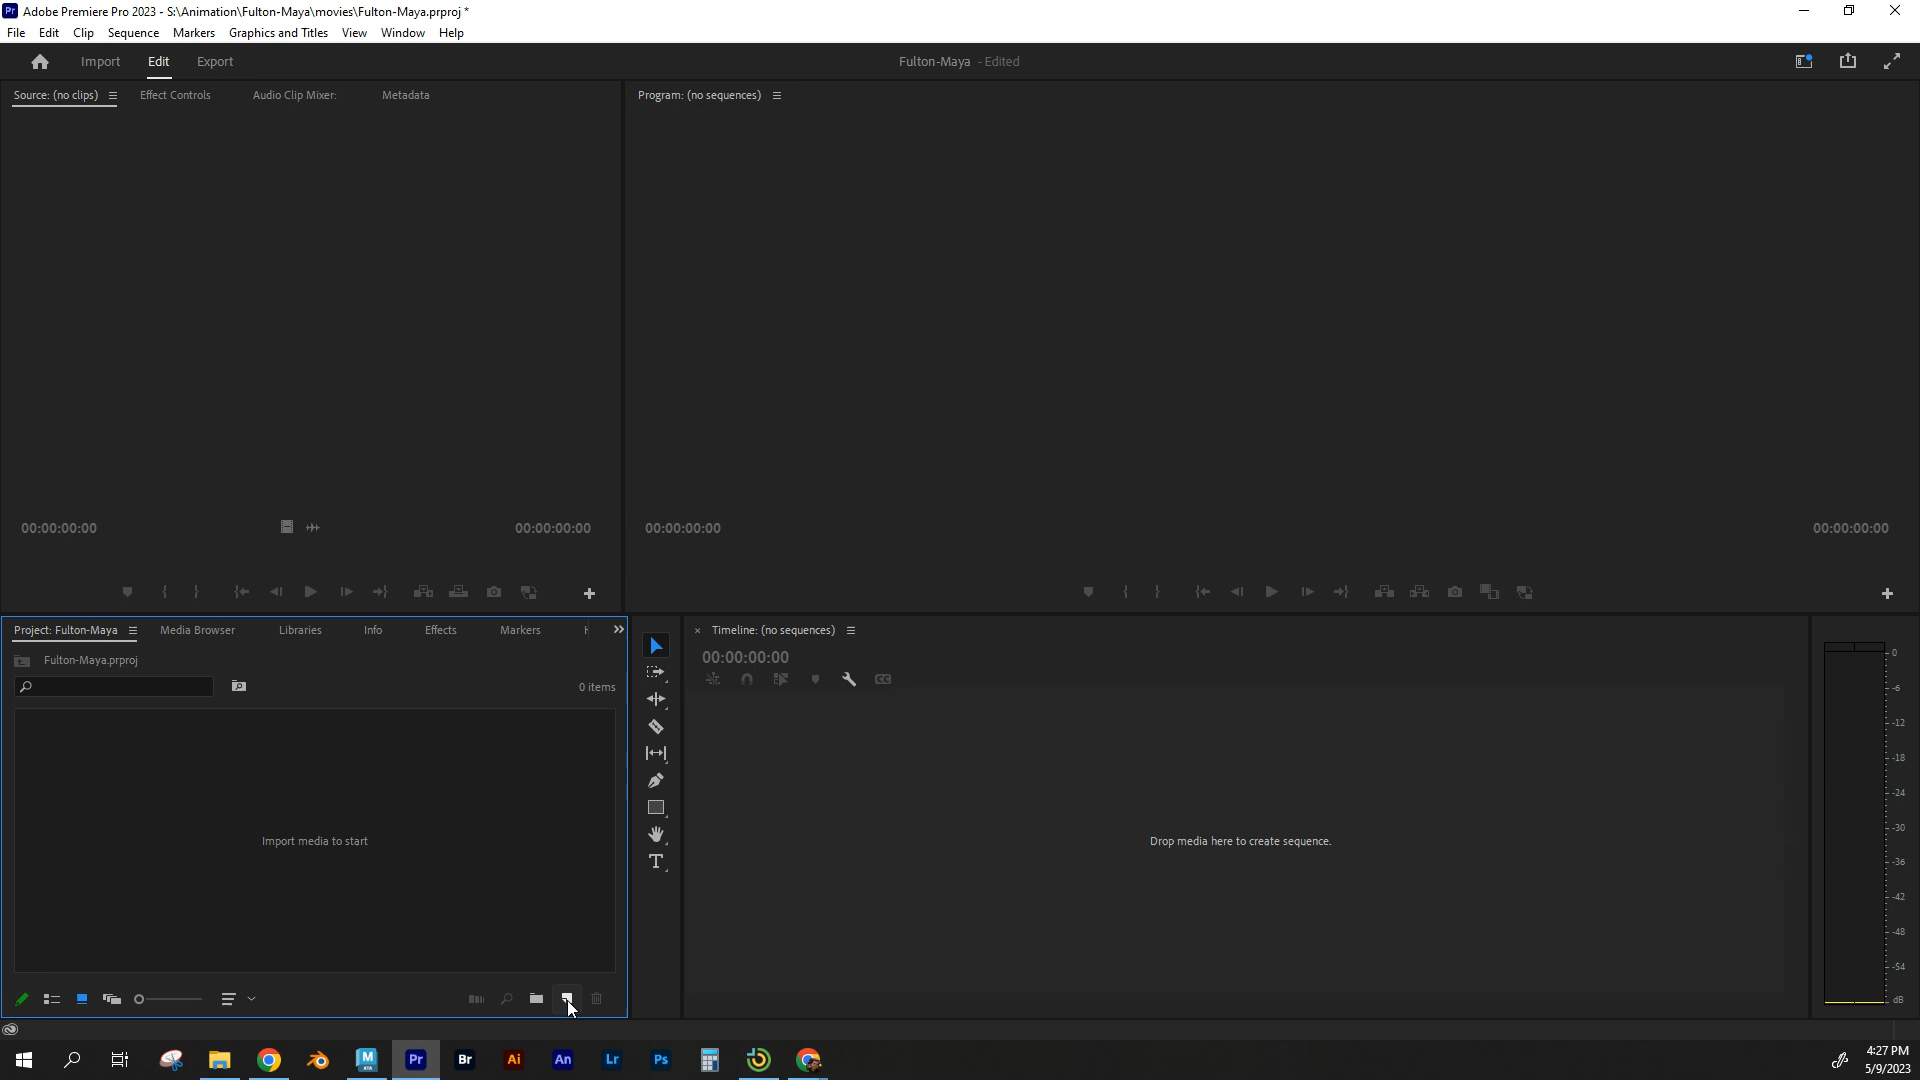 Pr Adobe Premiere Pro 2023 - S:\Animation\Fulton-Maya\movies\Fulton-Maya.prproj *
File Edit Clip Sequence Markers Graphics and Titles View Window Help
Import Edit Export Fulton-Maya - Edited
Source: (no clips) Effect Controls Audio Clip Mixer: Metadata Program: (no sequences)
00:00:00:00 00:00:00:00 00:00:00:00 00:00:00:00
Project: Fulton-Maya Media Browser Libraries Info Effects Markers Timeline: (no sequences)
Fulton-Maya.prproj 00:00:00:00
0 items
CC
0
-6
-12
-18
-24
-30
-36
-42
-48
-54
dB
Import media to start Drop media here to create sequence.
Pr Br Ai An Lr Ps
4:27 PM
5/9/2023